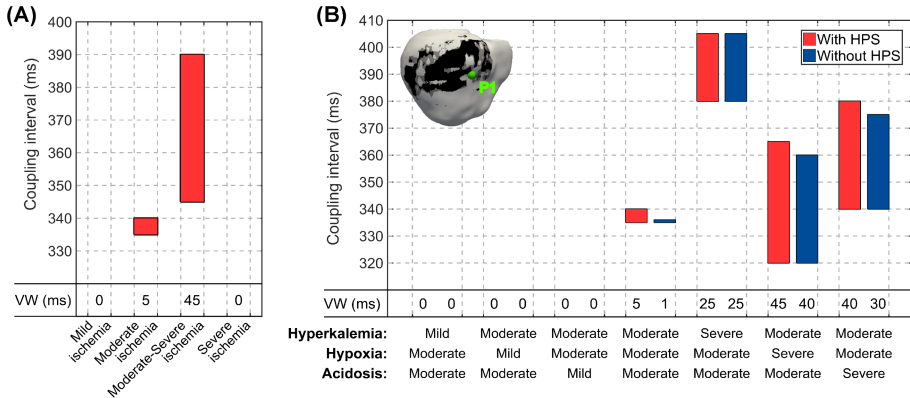 (A)
Coupling interval (ms)
400
390
380
370
360
350
340
330
VW (ms) 0 5 45 0
Mild ischemia
Moderate ischemia
Moderate-Severe ischemia
Severe ischemia
(B)
Coupling interval (ms)
410
400
390
380
370
360
350
340
330
320
P1
With HPS
Without HPS
VW (ms) 0 0 0 0 0 0 5 1 25 25 45 40 40 30
Hyperkalemia: Mild Moderate Moderate Moderate Severe Moderate Moderate
Hypoxia: Moderate Mild Moderate Moderate Moderate Severe Moderate
Acidosis: Moderate Moderate Mild Moderate Moderate Moderate Severe